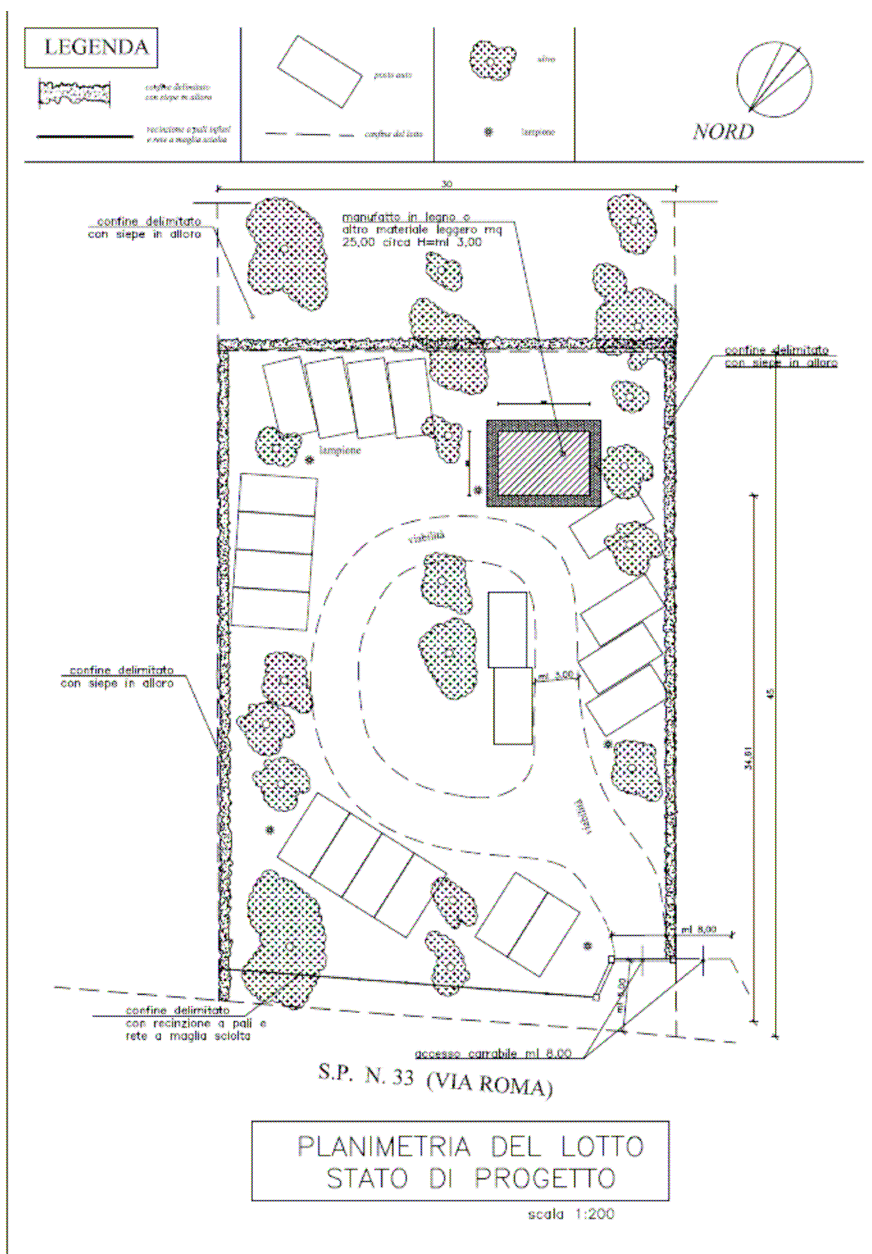 LEGENDA
confine delimitato
con siepe in alloro
recinzione a pali infissi
e rete a maglia sciolta
posto auto
confine del lotto
lampione
NORD
30
confine delimitato
con siepe in alloro
manufatto in legno o
altro materiale leggero mq
25,00 circa H=ml 3,00
confine delimitato
con siepe in alloro
lampione
viabilità
confine delimitato
con siepe in alloro
ml 3,00
45
34,61
viabilità
ml 8,00
confine delimitato
con recinzione a pali e
rete a maglia sciolta
accesso carrabile ml 8,00
S.P. N. 33 (VIA ROMA)
PLANIMETRIA DEL LOTTO
STATO DI PROGETTO
scala 1:200